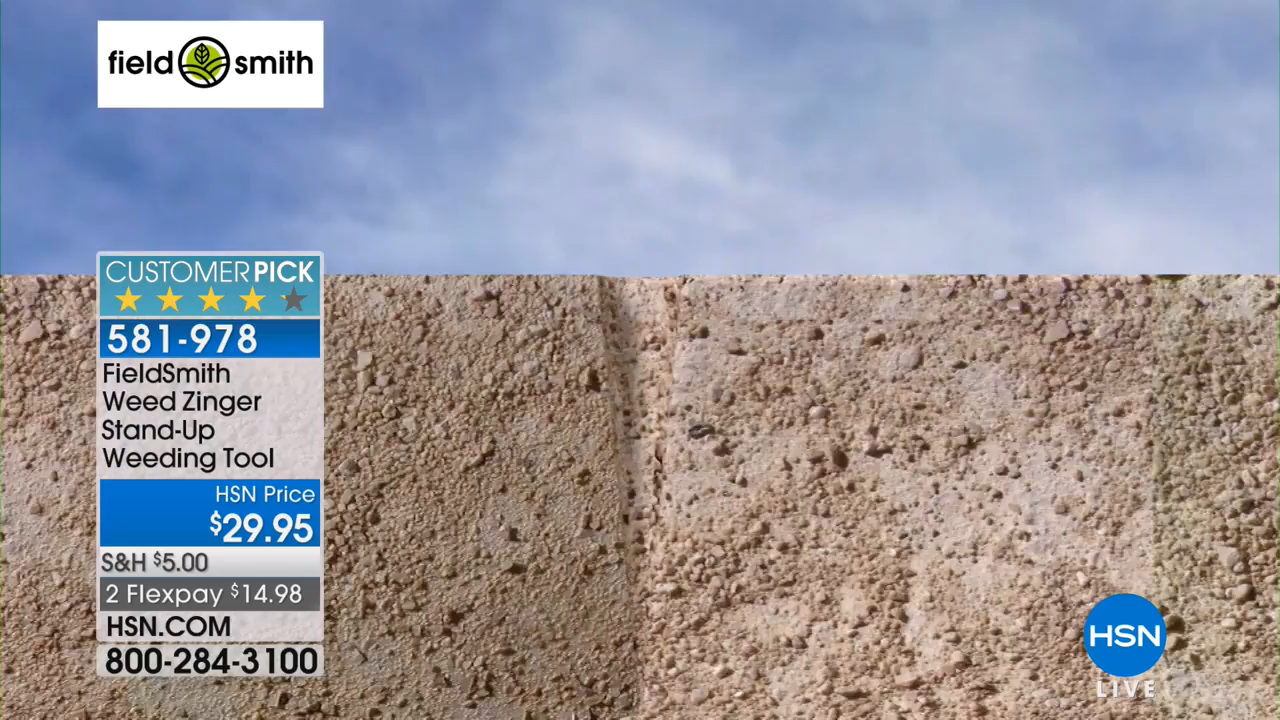 field smith
CUSTOMER PICK
581-978
FieldSmith
Weed Zinger
Stand-Up
Weeding Tool
HSN Price
$29.95
S&H $5.00
2 Flexpay $14.98
HSN.COM
800-284-3100
HSN
LIVE